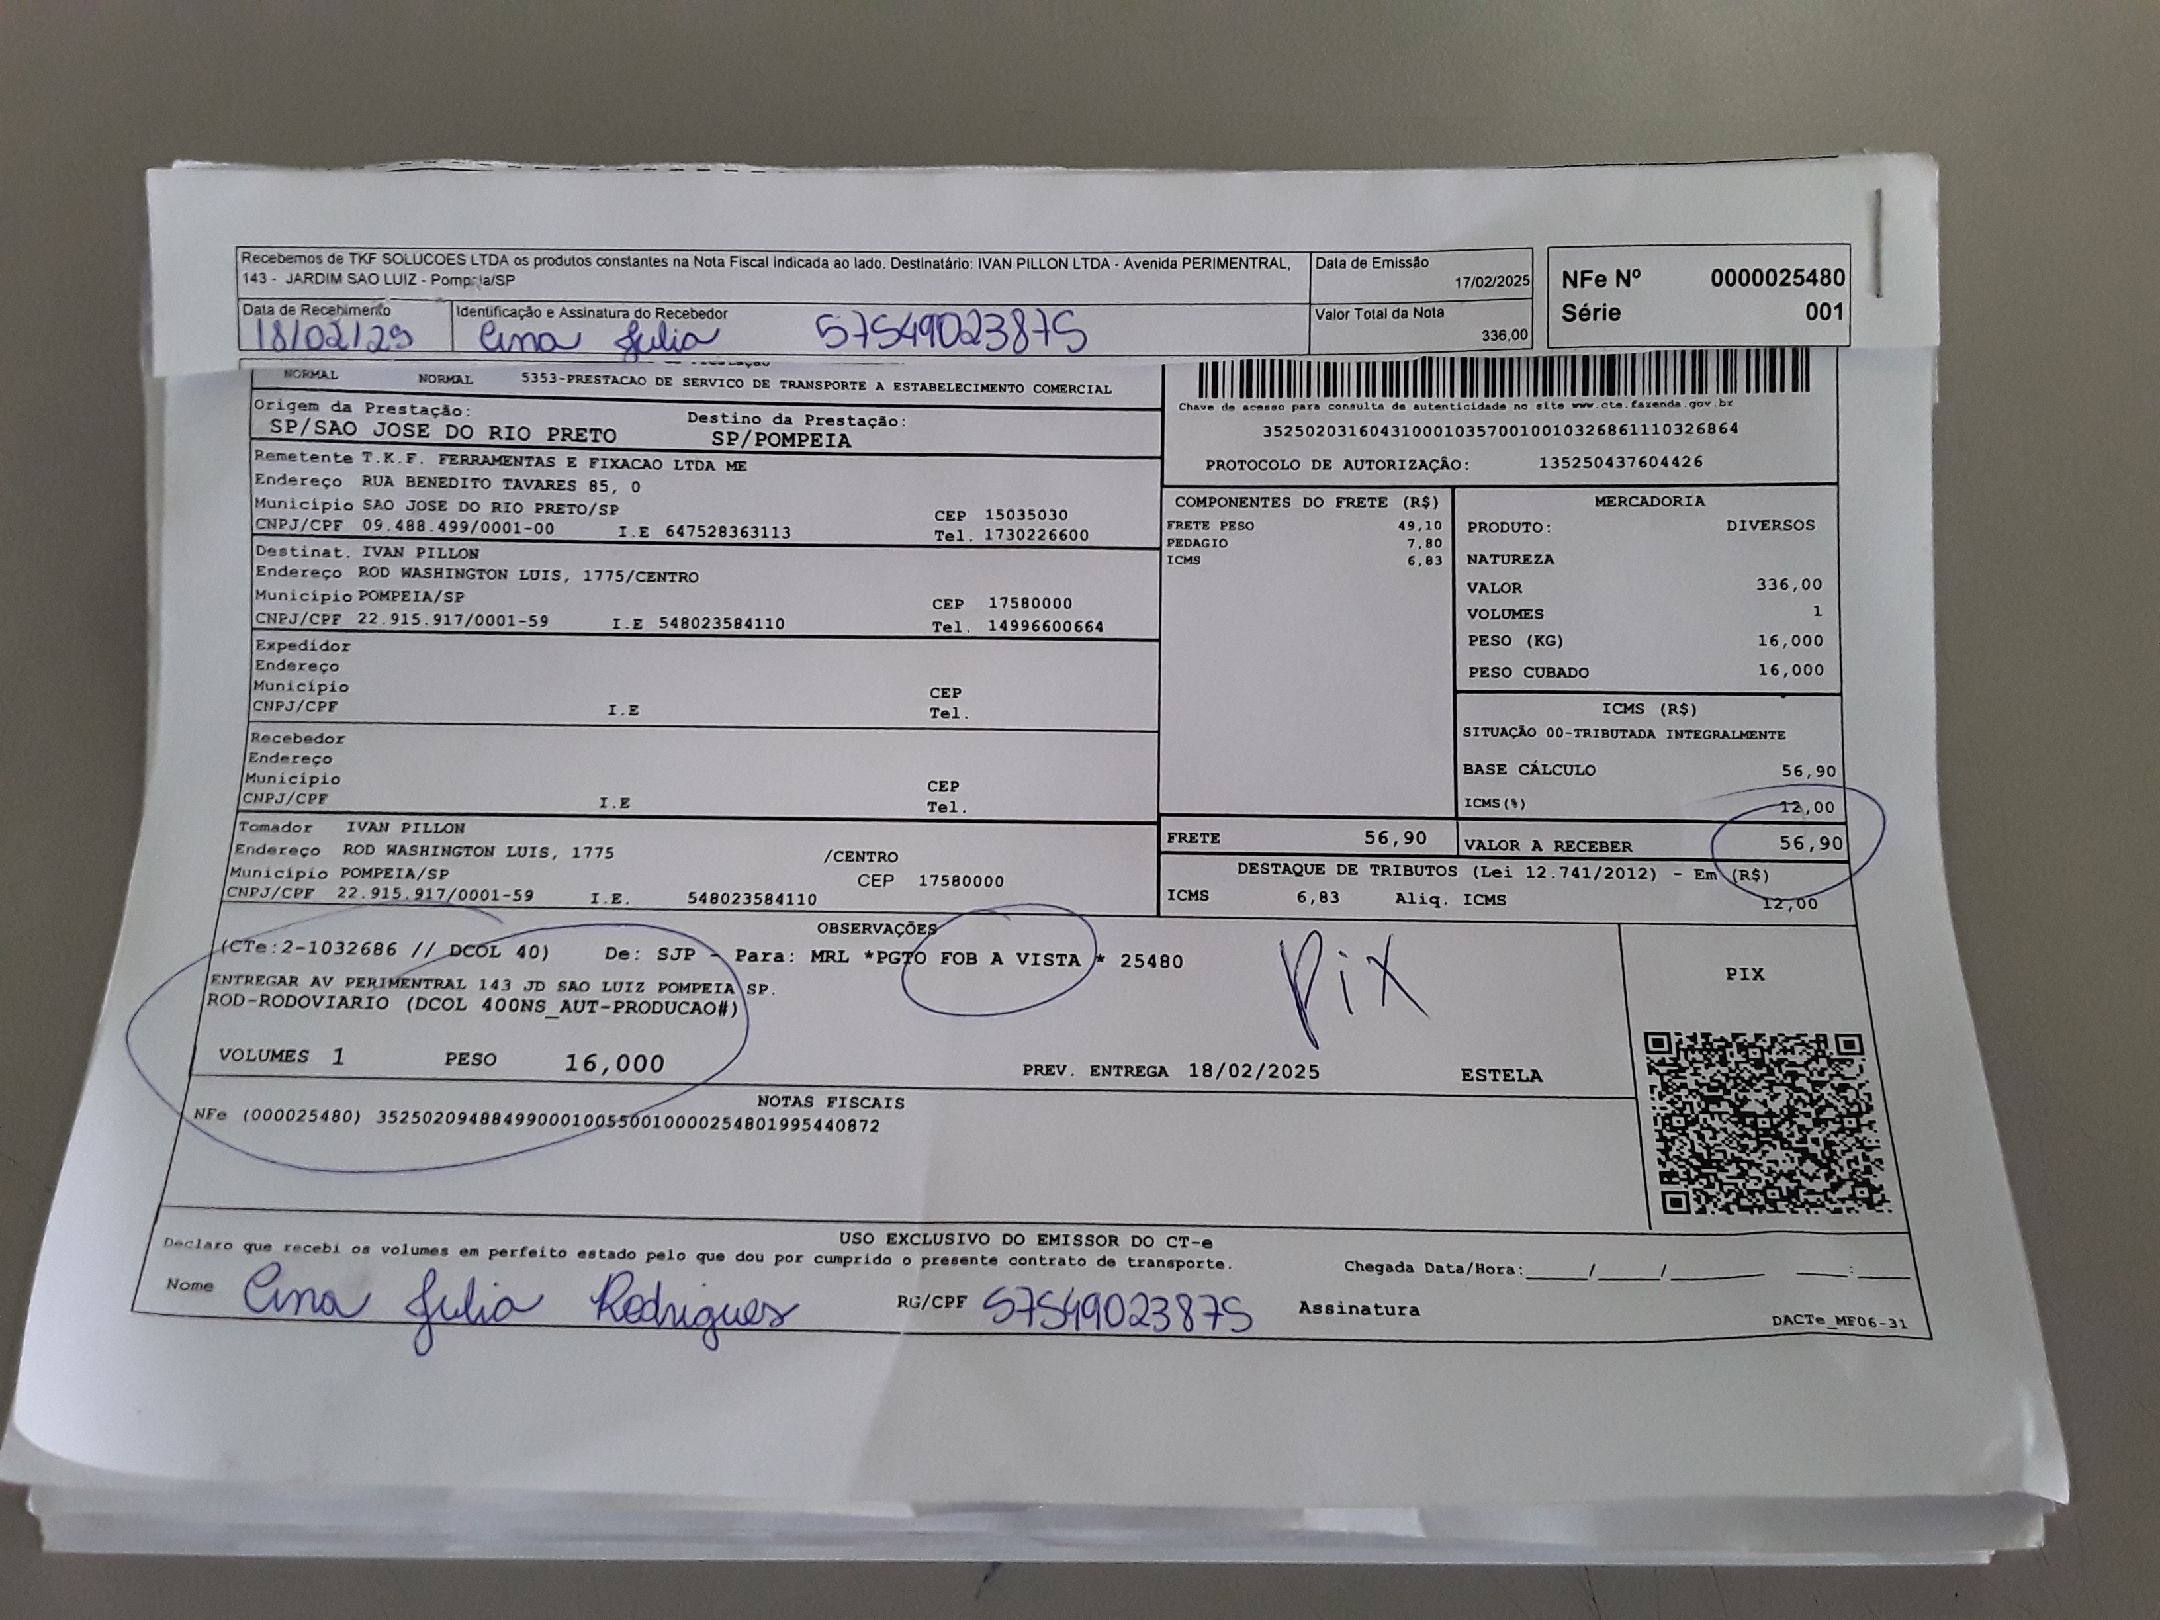 Recebemos de TKF SOLUCOES LTDA os produtos constantes na Nota Fiscal indicada ao lado. Destinatário: IVAN PILLON LTDA - Avenida PERIMENTRAL,
143 - JARDIM SAO LUIZ - Pompeia/SP
Data de Emissão
17/02/2025
NFe Nº 0000025480
Série 001
Data de Recebimento
18/02/25
Identificação e Assinatura do Recebedor
Ana Julia 57549023875
Valor Total da Nota
336,00
NORMAL NORMAL 5353-PRESTACAO DE SERVICO DE TRANSPORTE A ESTABELECIMENTO COMERCIAL
Chave de acesso para consulta de autenticidade no site www.cte.fazenda.gov.br
35250203160431000103570010010326861110326864
PROTOCOLO DE AUTORIZAÇÃO: 135250437604426
Origem da Prestação:
SP/SAO JOSE DO RIO PRETO
Destino da Prestação:
SP/POMPEIA
Remetente T.K.F. FERRAMENTAS E FIXACAO LTDA ME
Endereço RUA BENEDITO TAVARES 85, 0
Município SAO JOSE DO RIO PRETO/SP CEP 15035030
CNPJ/CPF 09.488.499/0001-00 I.E 647528363113 Tel. 1730226600
Destinat. IVAN PILLON
Endereço ROD WASHINGTON LUIS, 1775/CENTRO
Município POMPEIA/SP CEP 17580000
CNPJ/CPF 22.915.917/0001-59 I.E 548023584110 Tel. 14996600664
Expedidor
Endereço
Município CEP
CNPJ/CPF I.E Tel.
Recebedor
Endereço
Município CEP
CNPJ/CPF I.E Tel.
Tomador IVAN PILLON
Endereço ROD WASHINGTON LUIS, 1775 /CENTRO
Município POMPEIA/SP CEP 17580000
CNPJ/CPF 22.915.917/0001-59 I.E. 548023584110
COMPONENTES DO FRETE (R$)
FRETE PESO 49,10
PEDAGIO 7,80
ICMS 6,83
MERCADORIA
PRODUTO: DIVERSOS
NATUREZA
VALOR 336,00
VOLUMES 1
PESO (KG) 16,000
PESO CUBADO 16,000
ICMS (R$)
SITUAÇÃO 00-TRIBUTADA INTEGRALMENTE
BASE CÁLCULO 56,90
ICMS(%) 12,00
FRETE 56,90
VALOR A RECEBER 56,90
DESTAQUE DE TRIBUTOS (Lei 12.741/2012) - Em (R$)
ICMS 6,83 Aliq. ICMS 12,00
OBSERVAÇÕES
(CTe:2-1032686 // DCOL 40) De: SJP - Para: MRL *PGTO FOB A VISTA * 25480
ENTREGAR AV PERIMENTRAL 143 JD SAO LUIZ POMPEIA SP.
ROD-RODOVIARIO (DCOL 400NS_AUT-PRODUCAO#)
Pix
PIX
VOLUMES 1 PESO 16,000 PREV. ENTREGA 18/02/2025 ESTELA
NOTAS FISCAIS
NFe (000025480) 35250209488499000100550010000254801995440872
USO EXCLUSIVO DO EMISSOR DO CT-e
Declaro que recebi os volumes em perfeito estado pelo que dou por cumprido o presente contrato de transporte.
Chegada Data/Hora:_____/_____/________ ____:____
Nome Ana Julia Rodrigues RG/CPF 57549023875 Assinatura
DACTe_MF06-31